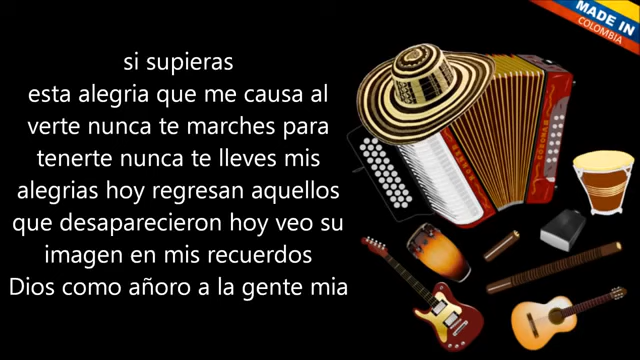 si supieras
esta alegria que me causa al
verte nunca te marches para
tenerte nunca te lleves mis
alegrias hoy regresan aquellos
que desaparecieron hoy veo su
imagen en mis recuerdos
Dios como añoro a la gente mia
MADE IN
COLOMBIA